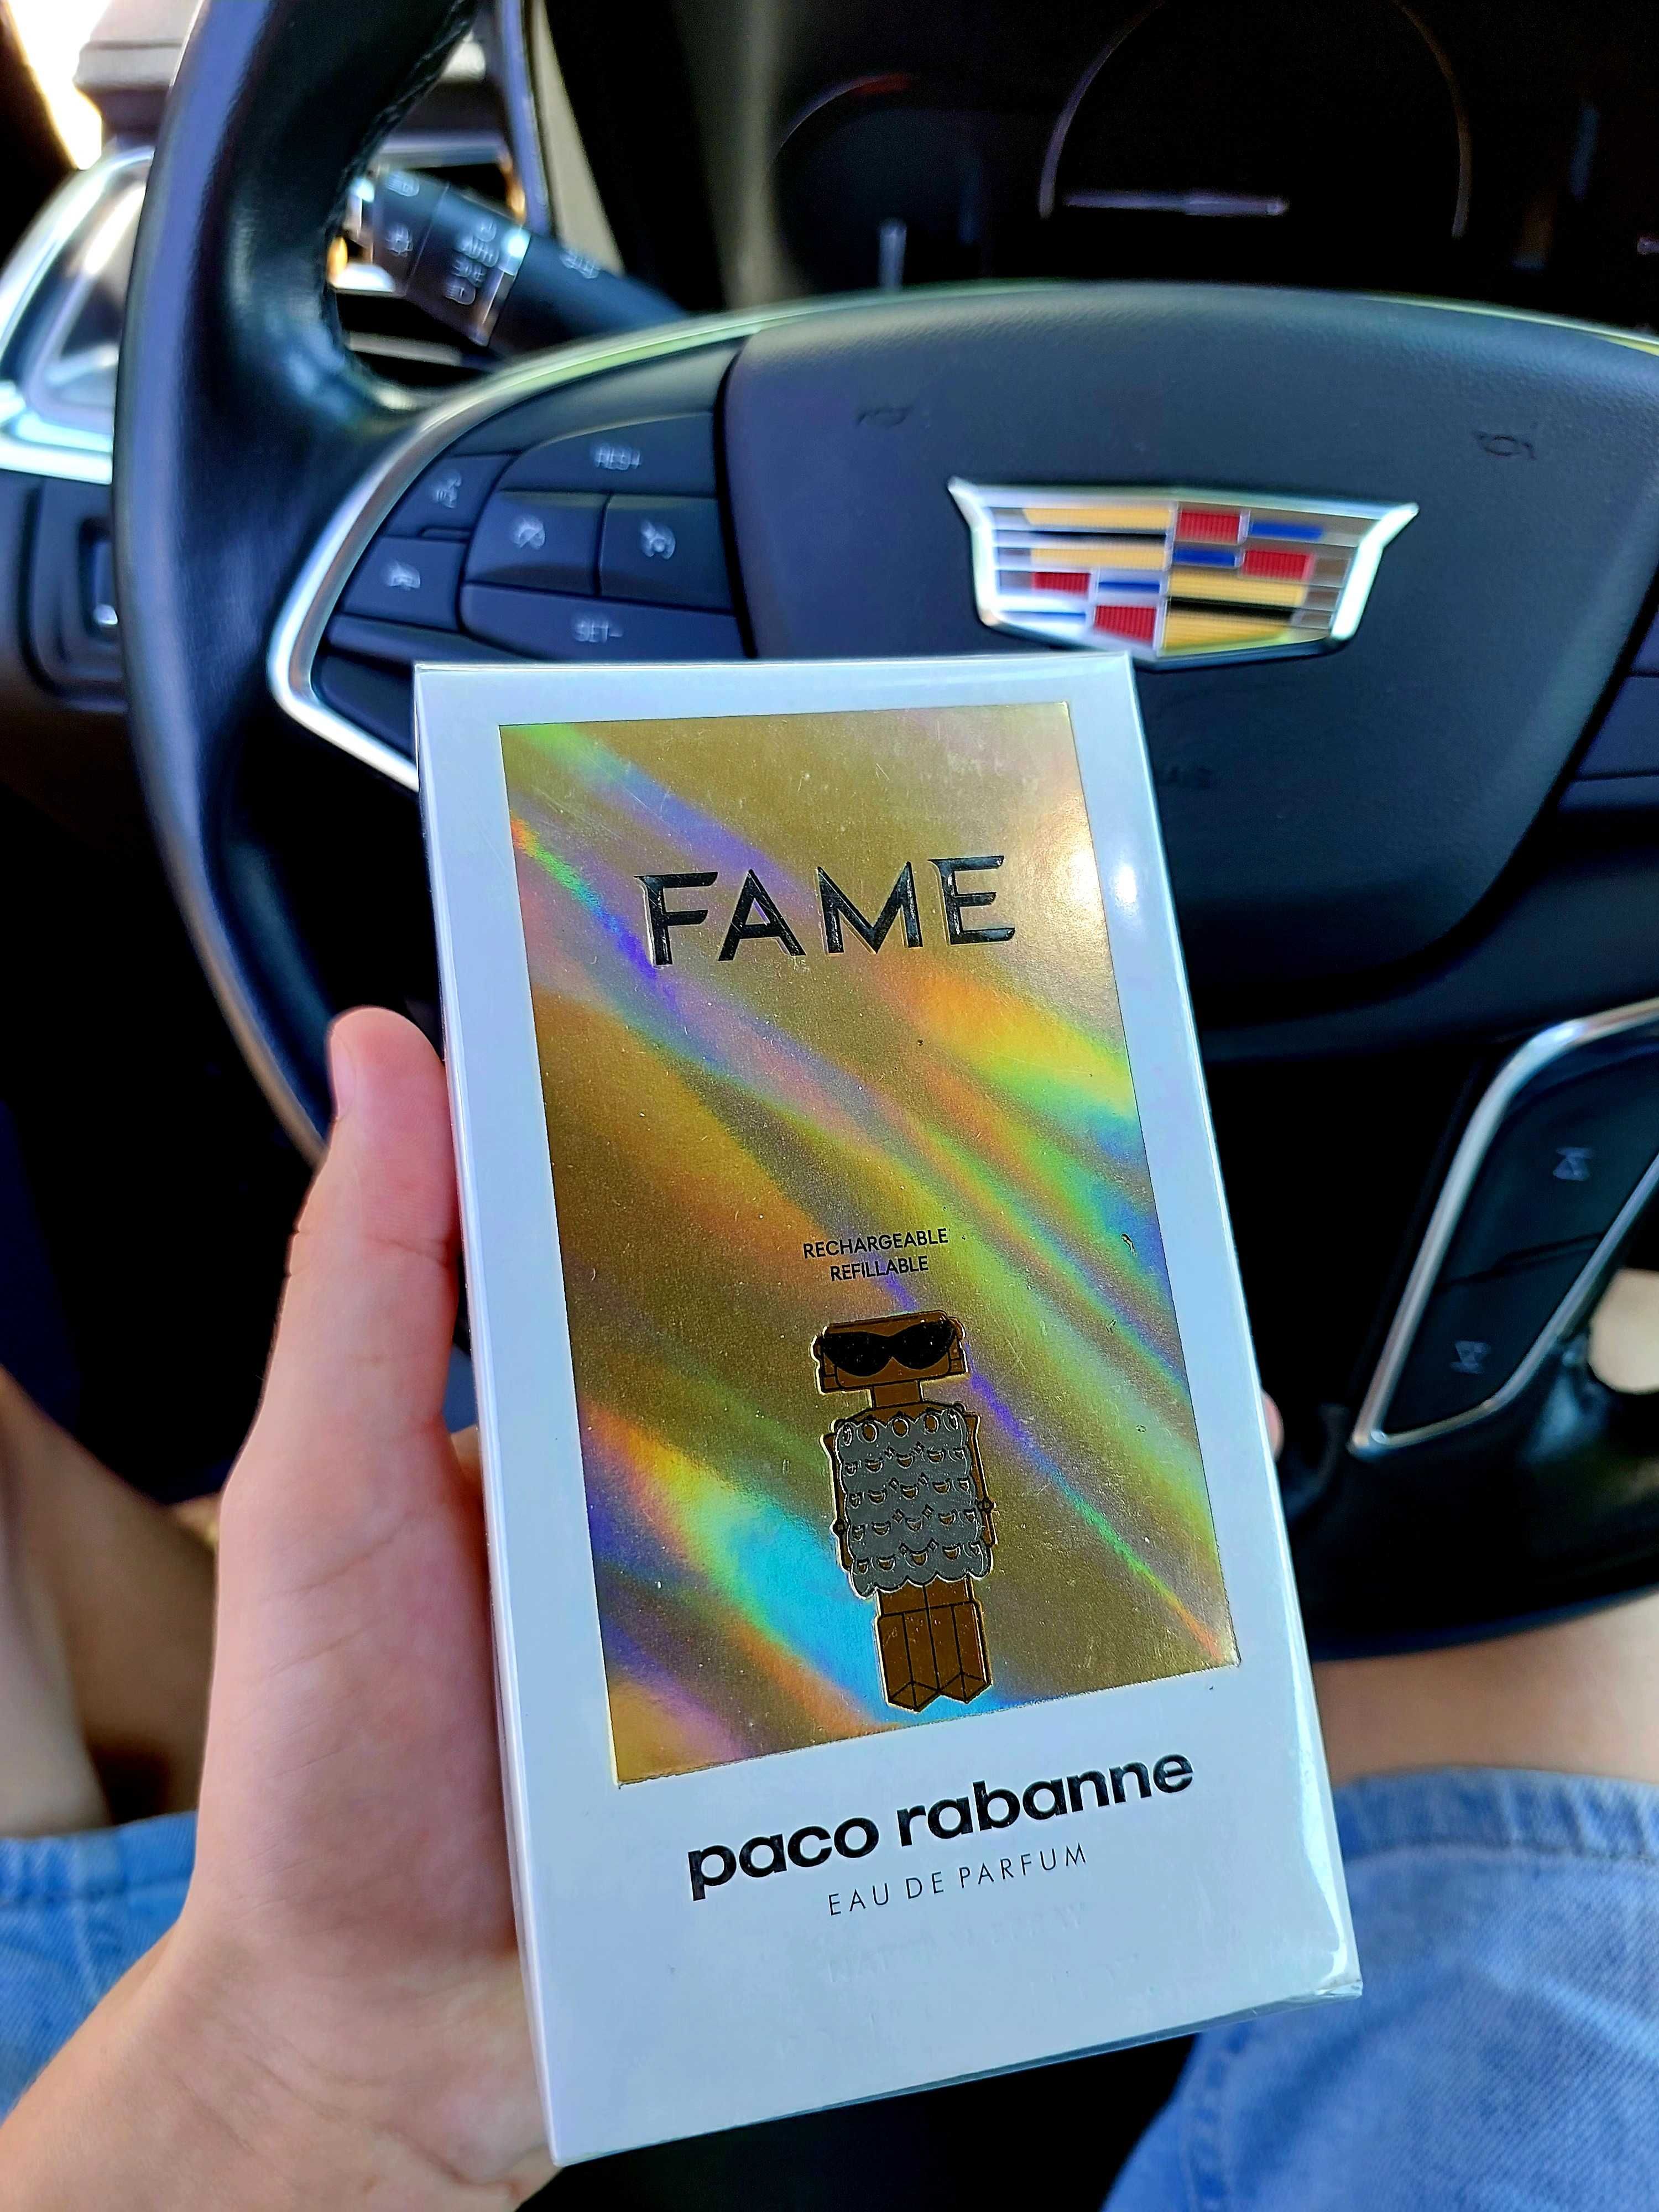 RES+
SET-
FAME
RECHARGEABLE
REFILLABLE
paco rabanne
EAU DE PARFUM